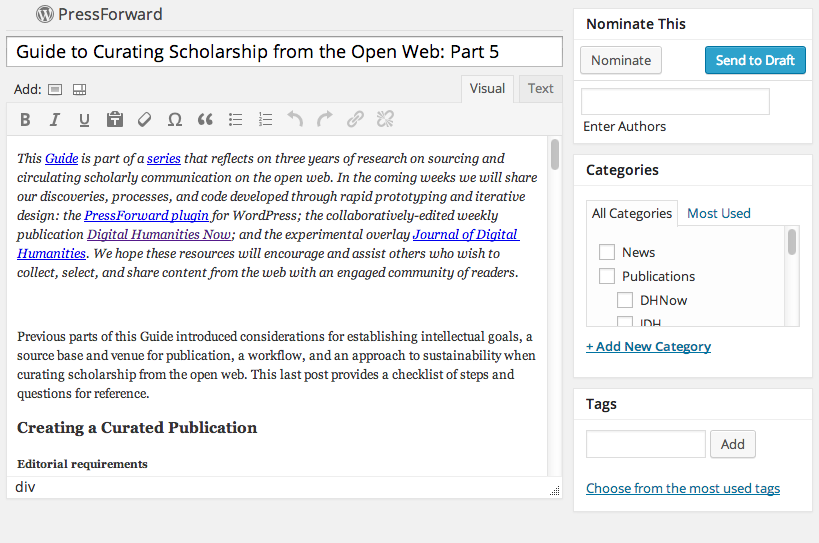 PressForward
Guide to Curating Scholarship from the Open Web: Part 5
Add:
Visual
Text
B I U
This Guide is part of a series that reflects on three years of research on sourcing and
circulating scholarly communication on the open web. In the coming weeks we will share
our discoveries, processes, and code developed through rapid prototyping and iterative
design: the PressForward plugin for WordPress; the collaboratively-edited weekly
publication Digital Humanities Now; and the experimental overlay Journal of Digital
Humanities. We hope these resources will encourage and assist others who wish to
collect, select, and share content from the web with an engaged community of readers.
Previous parts of this Guide introduced considerations for establishing intellectual goals, a
source base and venue for publication, a workflow, and an approach to sustainability when
curating scholarship from the open web. This last post provides a checklist of steps and
questions for reference.
Creating a Curated Publication
Editorial requirements
div
Nominate This
Nominate
Send to Draft
Enter Authors
Categories
All Categories
Most Used
News
Publications
DHNow
JDH
+ Add New Category
Tags
Add
Choose from the most used tags